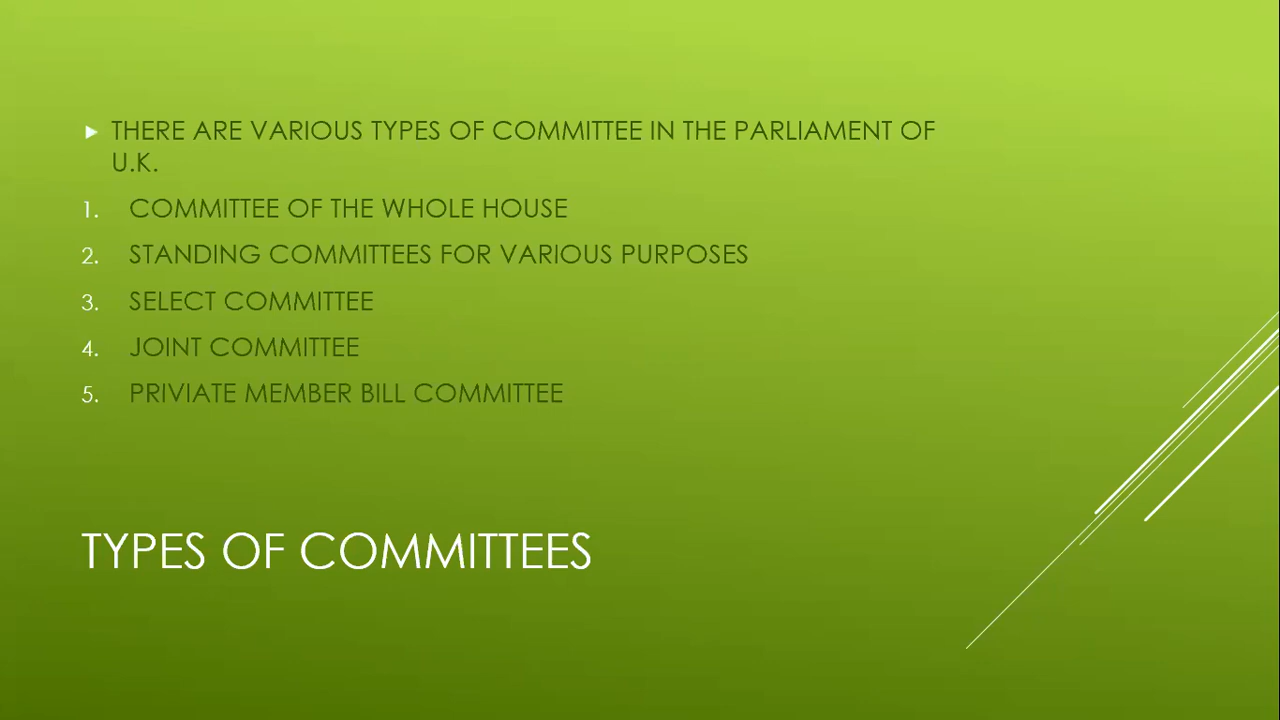 ▶ THERE ARE VARIOUS TYPES OF COMMITTEE IN THE PARLIAMENT OF
U.K.
1. COMMITTEE OF THE WHOLE HOUSE
2. STANDING COMMITTEES FOR VARIOUS PURPOSES
3. SELECT COMMITTEE
4. JOINT COMMITTEE
5. PRIVIATE MEMBER BILL COMMITTEE
TYPES OF COMMITTEES